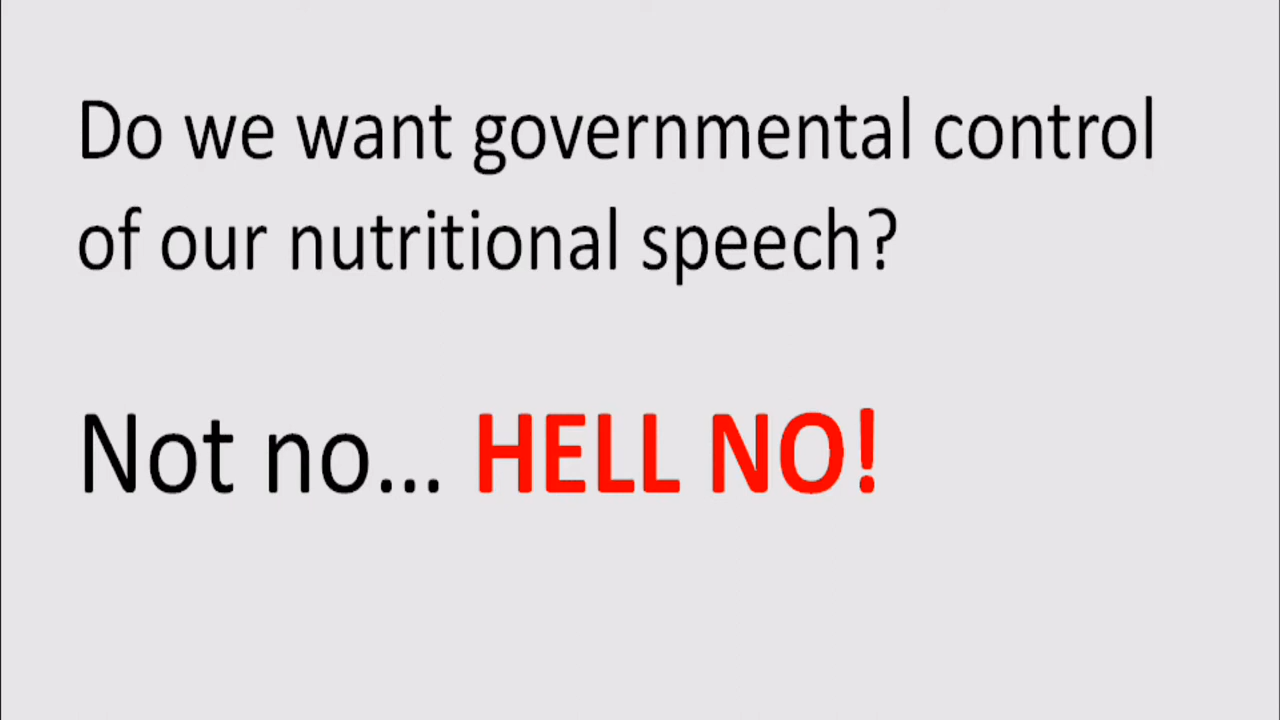 Do we want governmental control
of our nutritional speech?
Not no... HELL NO!